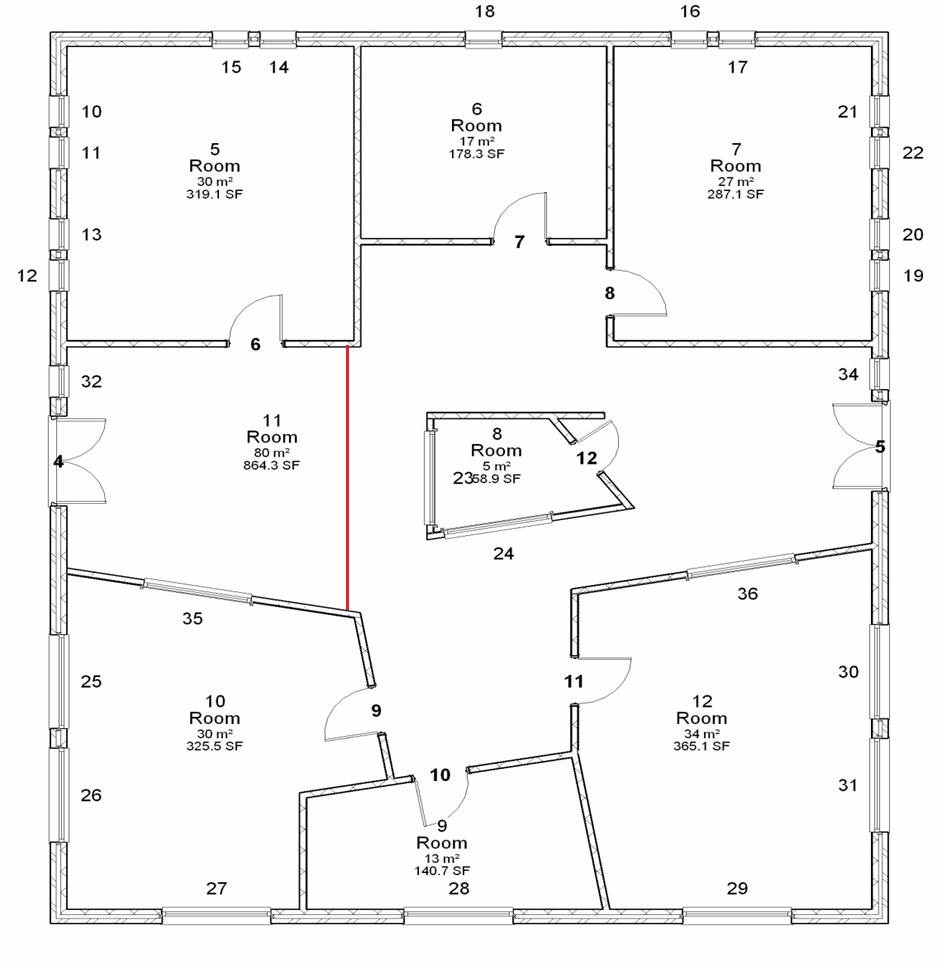 18
16
15
14
17
10
11
13
12
5
Room
30 m²
319.1 SF
6
Room
17 m²
178.3 SF
7
Room
27 m²
287.1 SF
21
22
20
19
7
8
6
32
34
4
5
11
Room
80 m²
864.3 SF
8
Room
5 m²
58.9 SF
23
12
24
35
36
25
26
10
Room
30 m²
325.5 SF
9
11
10
12
Room
34 m²
365.1 SF
30
31
9
Room
13 m²
140.7 SF
27
28
29